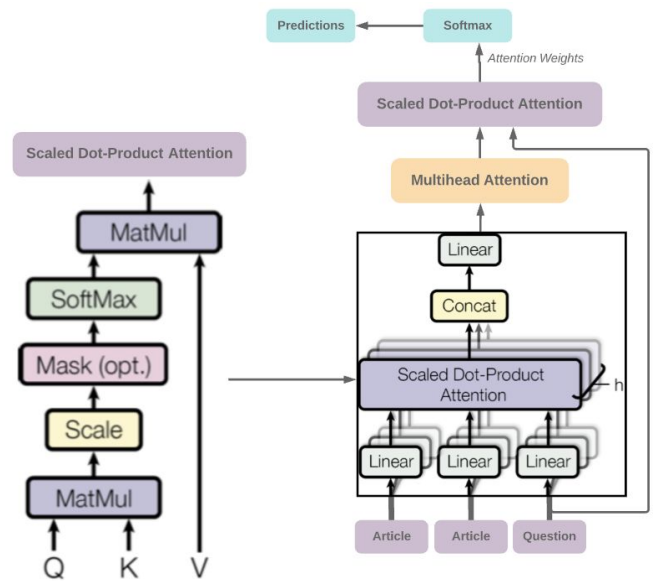 Predictions
Softmax
Attention Weights
Scaled Dot-Product Attention
Multihead Attention
Linear
Concat
Scaled Dot-Product
Attention
h
Linear
Linear
Linear
Article
Article
Question
Scaled Dot-Product Attention
MatMul
SoftMax
Mask (opt.)
Scale
MatMul
Q
K
V